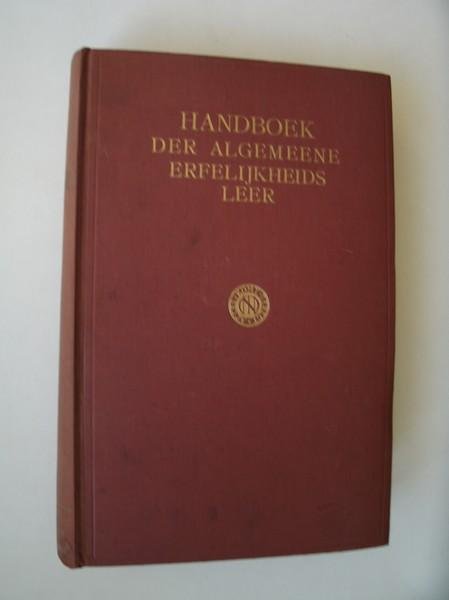 HANDBOEK
DER ALGEMEENE
ERFELIJKHEIDS
LEER